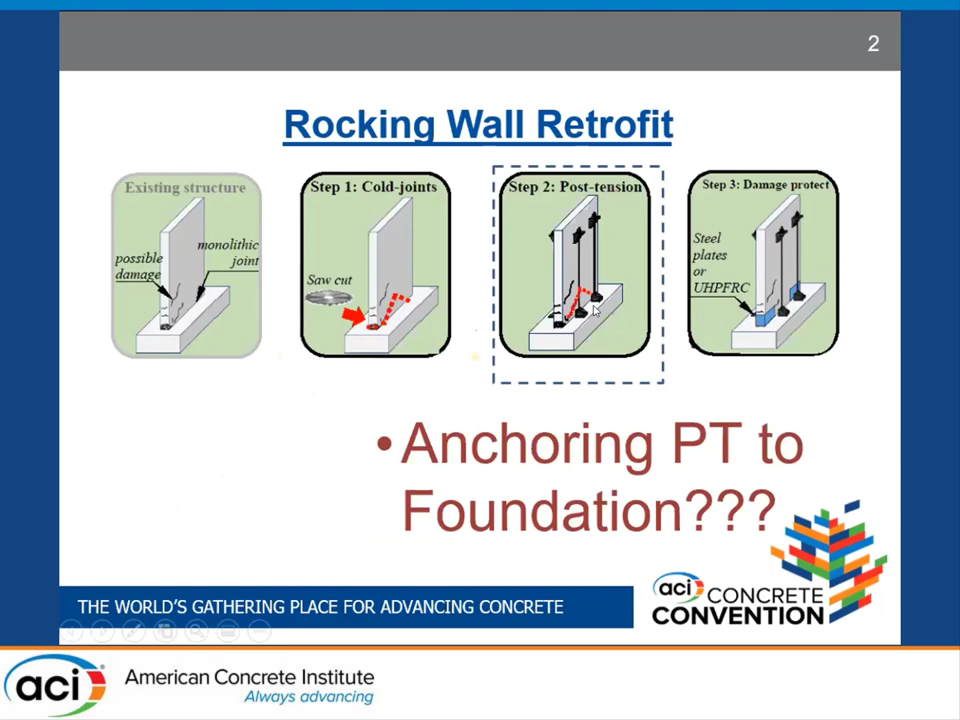 2
Rocking Wall Retrofit
Existing structure
possible
damage
monolithic
joint
Step 1: Cold-joints
Saw cut
Step 2: Post-tension
Step 3: Damage protect
Steel
plates
or
UHPFRC
•Anchoring PT to
Foundation???
THE WORLD'S GATHERING PLACE FOR ADVANCING CONCRETE
aci CONCRETE
CONVENTION
aci
American Concrete Institute
Always advancing